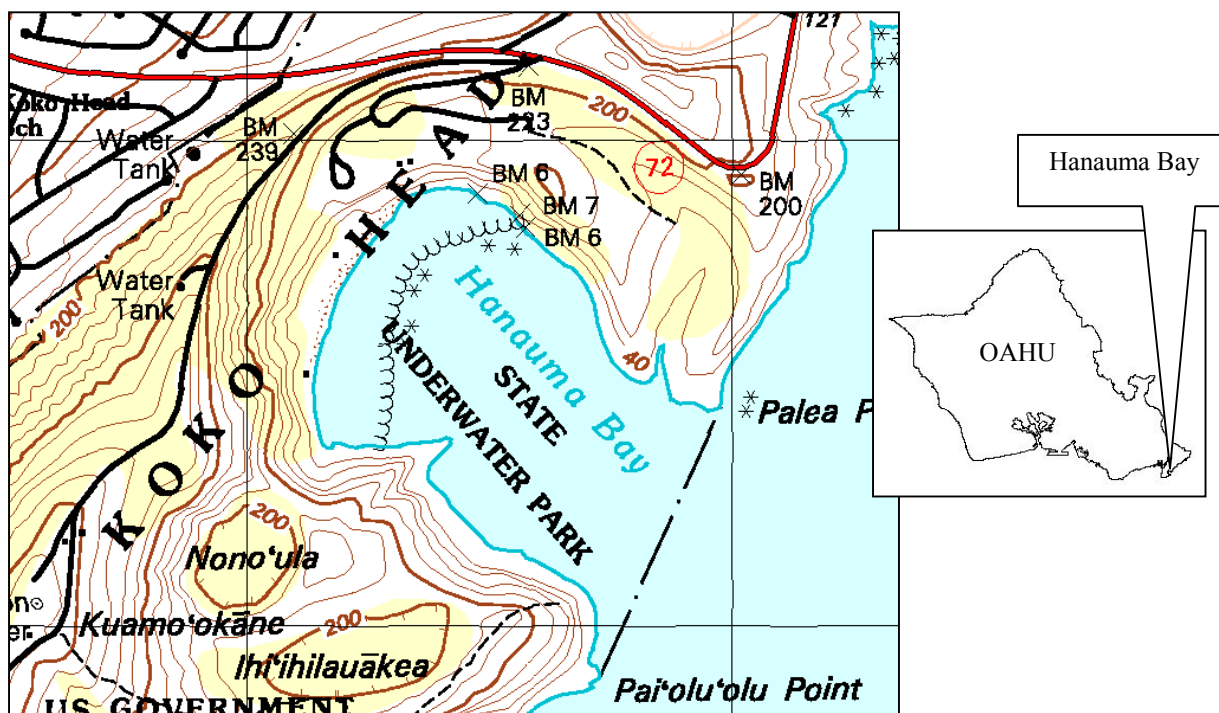 121
Koko Head
Water
Tank
BM
239
BM
223
200
72
BM
200
BM 6
BM 7
BM 6
KOKO HEAD
Water
Tank
200
Hanauma Bay
STATE
UNDERWATER PARK
40
Palea P
200
Nonoʻula
Kuamoʻokāne
200
Ihiʻihilauākea
US GOVERNMENT
Paiʻoluʻolu Point
Hanauma Bay
OAHU